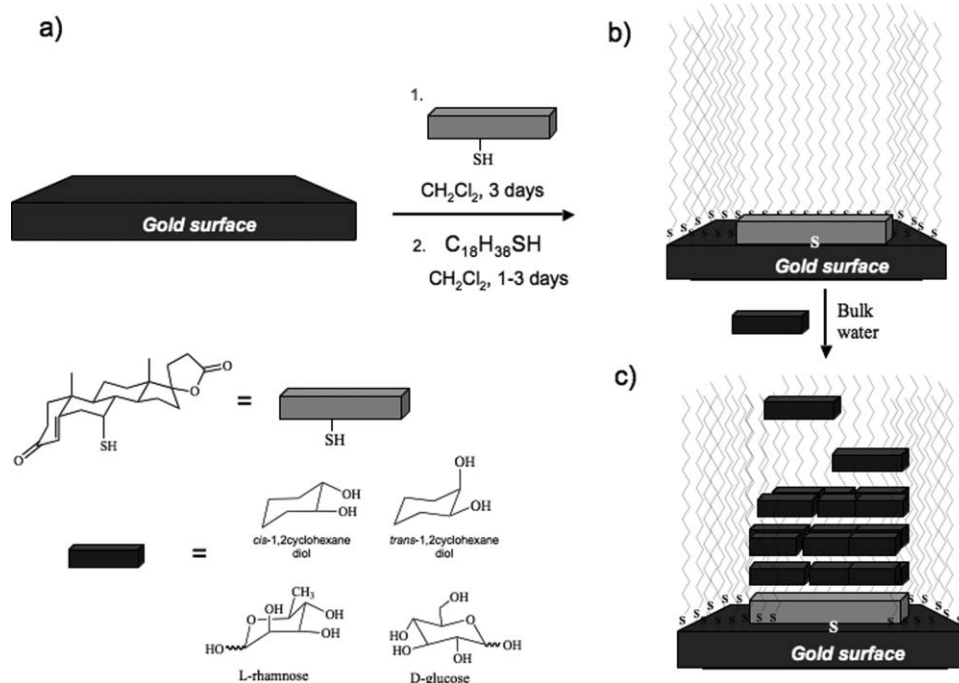 a)
1.
SH
CH₂Cl₂, 3 days
2. C₁₈H₃₈SH
CH₂Cl₂, 1-3 days
Gold surface
b)
S S S S S S S S S S S S S S S S S S S S S S S
S
Gold surface
Bulk
water
c)
O
O
O
SH
=
SH
=
OH
OH
cis-1,2cyclohexane
diol
OH
OH
trans-1,2cyclohexane
diol
CH₃
OH
O
OH
HO
OH
L-rhamnose
HO
O
HO
HO
OH
OH
D-glucose
S S S S S S S S S S S S
S
Gold surface